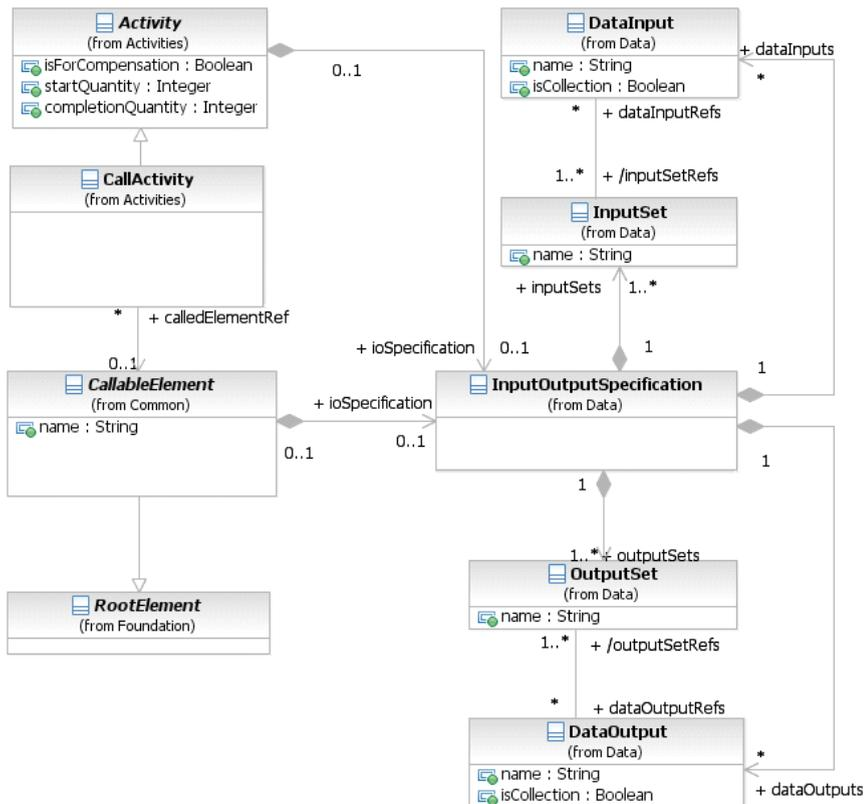 Activity
(from Activities)
isForCompensation : Boolean
startQuantity : Integer
completionQuantity : Integer
0..1
DataInput
(from Data)
name : String
isCollection : Boolean
+ dataInputs
*
* + dataInputRefs
1..* + /inputSetRefs
CallActivity
(from Activities)
InputSet
(from Data)
name : String
+ inputSets 1..*
* + calledElementRef
0..1
+ ioSpecification 0..1
1
1
CallableElement
(from Common)
name : String
+ ioSpecification
0..1
0..1
InputOutputSpecification
(from Data)
1
1
1..* + outputSets
OutputSet
(from Data)
name : String
RootElement
(from Foundation)
1..* + /outputSetRefs
* + dataOutputRefs
DataOutput
(from Data)
name : String
isCollection : Boolean
*
+ dataOutputs